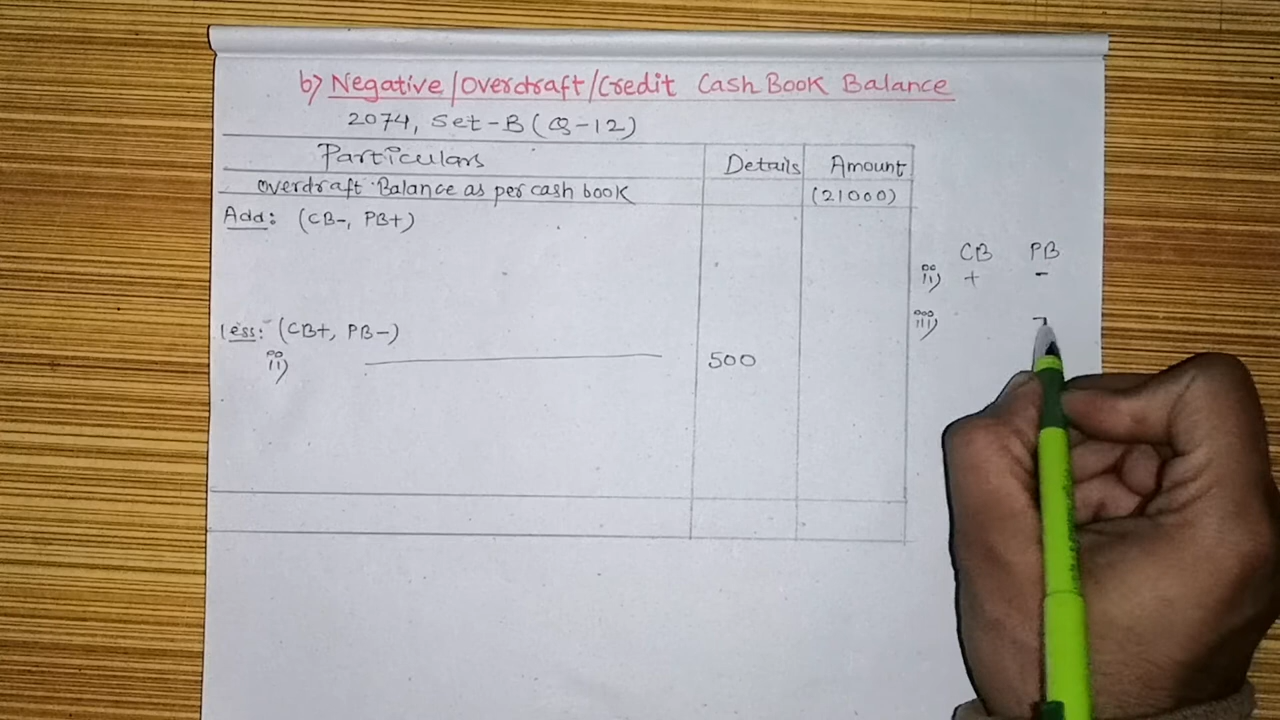 b) Negative/Overdraft/Credit Cash Book Balance
2074, Set-B (Q-12)
Particulars Details Amount
Overdraft Balance as per cash book (21000)
Add: (CB-, PB+)
CB PB
ii) + -
Less: (CB+, PB-)
iii) -
ii) 500